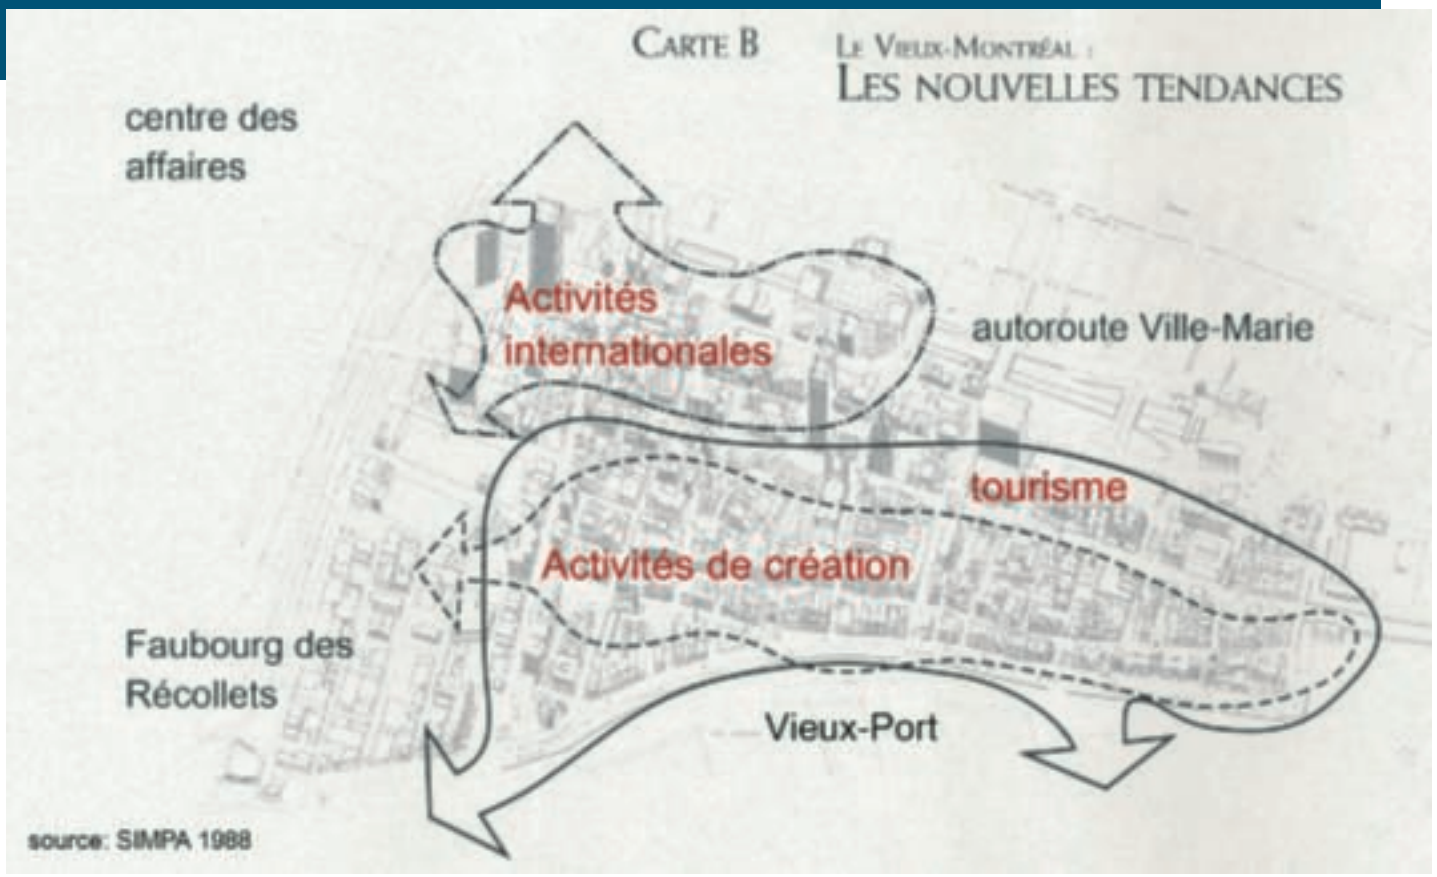 CARTE B
LE VIEUX-MONTRÉAL :
LES NOUVELLES TENDANCES
centre des
affaires
Activités
internationales
autoroute Ville-Marie
tourisme
Activités de création
Faubourg des
Récollets
Vieux-Port
source: SIMPA 1988